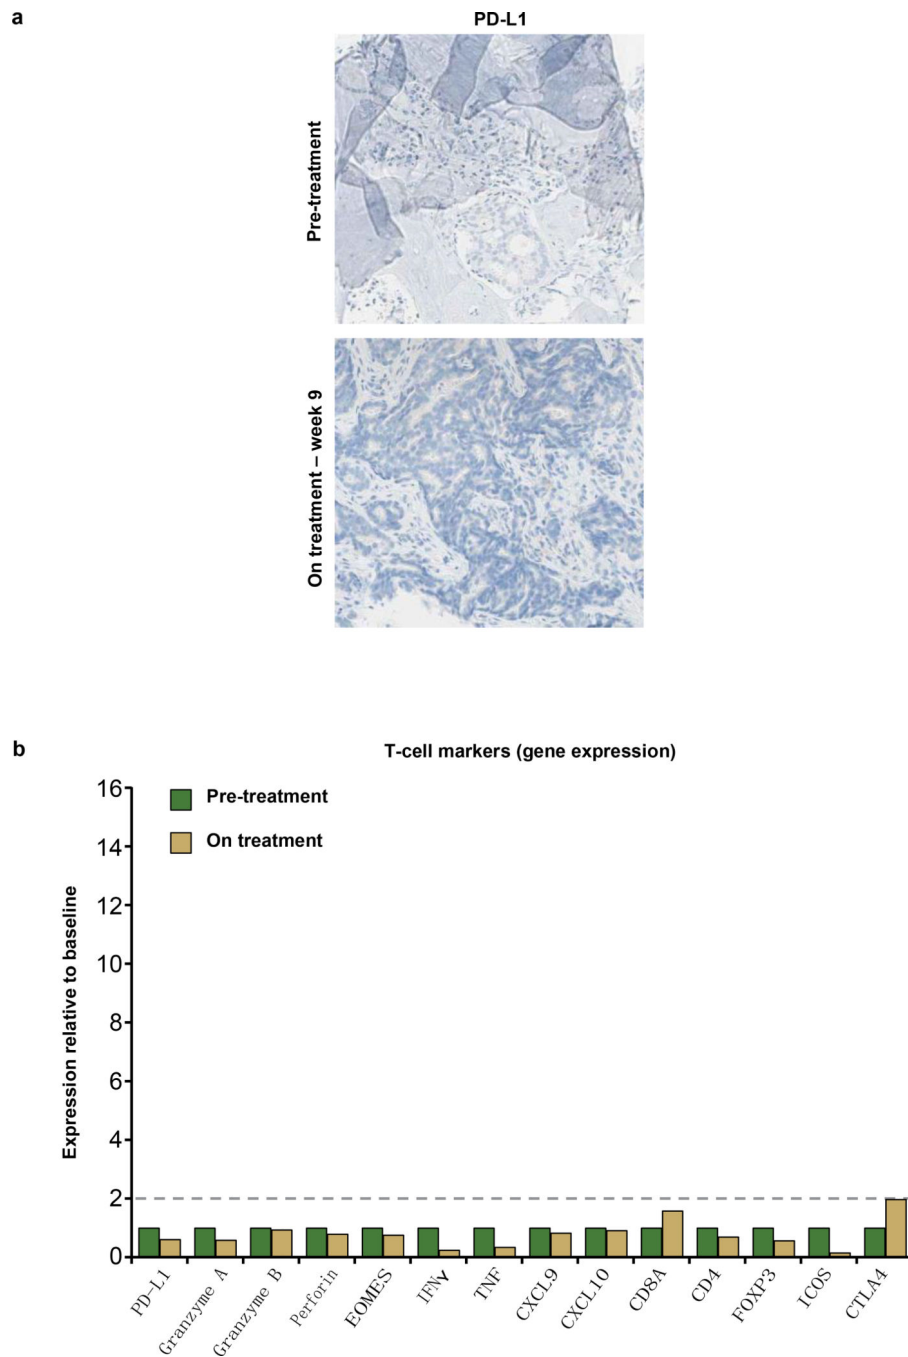 a
PD-L1
Pre-treatment
On treatment – week 9
b
T-cell markers (gene expression)
Pre-treatment
On treatment
Expression relative to baseline
16
14
12
10
8
6
4
2
0
PD-L1
Granzyme A
Granzyme B
Perforin
EOMES
IFNγ
TNF
CXCL9
CXCL10
CD8A
CD4
FOXP3
ICOS
CTLA4